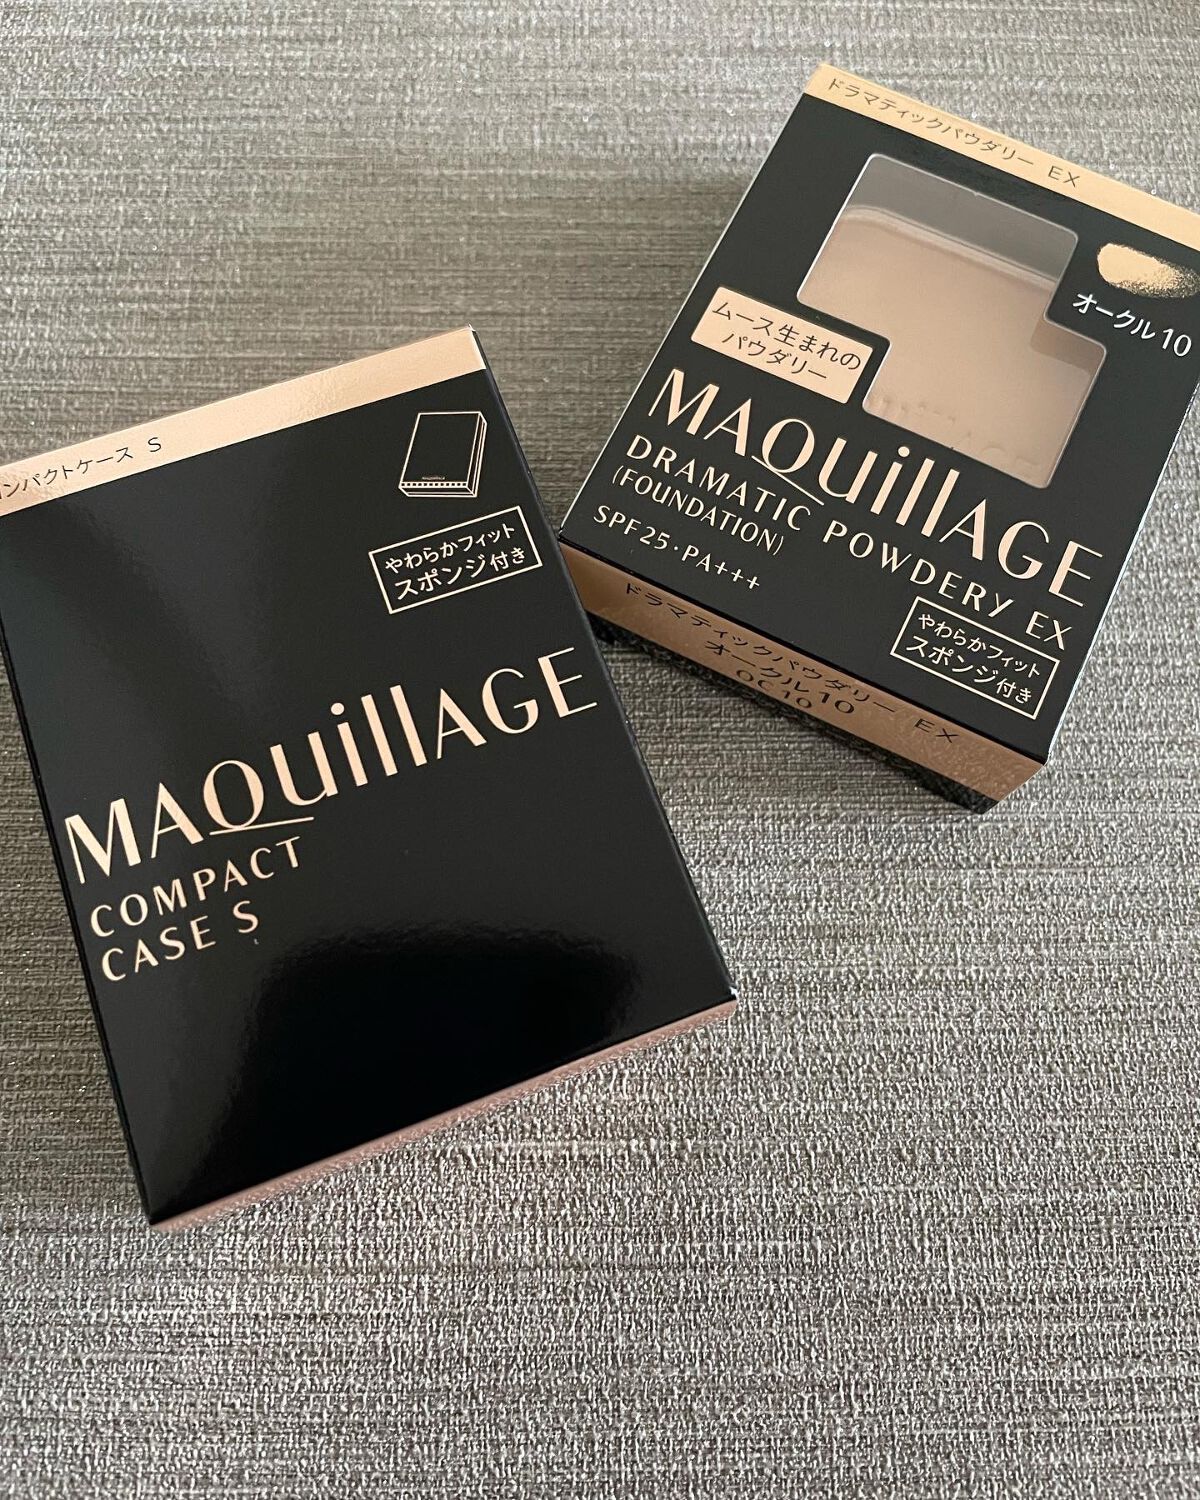 ドラマティックパウダリー EX
オークル10
ムース生まれの
パウダリー
MAQuillAGE
DRAMATIC POWDERY EX
(FOUNDATION)
SPF25・PA+++
やわらかフィット
スポンジ付き
ドラマティックパウダリー EX
オークル10
OC10
ンパクトケース S
やわらかフィット
スポンジ付き
MAQuillAGE
COMPACT
CASE S